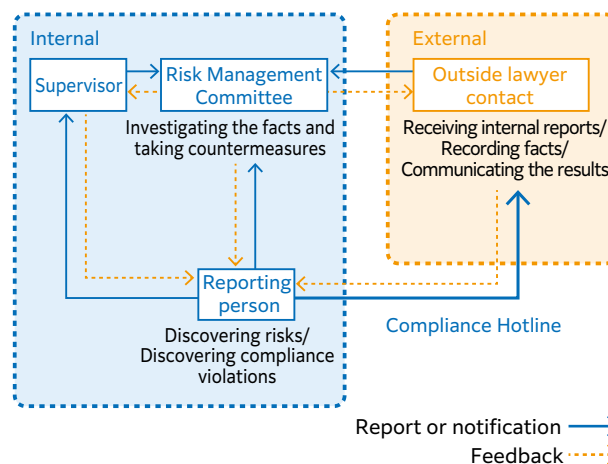 Internal
External
Supervisor
Risk Management
Committee
Outside lawyer
contact
Investigating the facts and
taking countermeasures
Receiving internal reports/
Recording facts/
Communicating the results
Reporting
person
Discovering risks/
Discovering compliance
violations
Compliance Hotline
Report or notification
Feedback